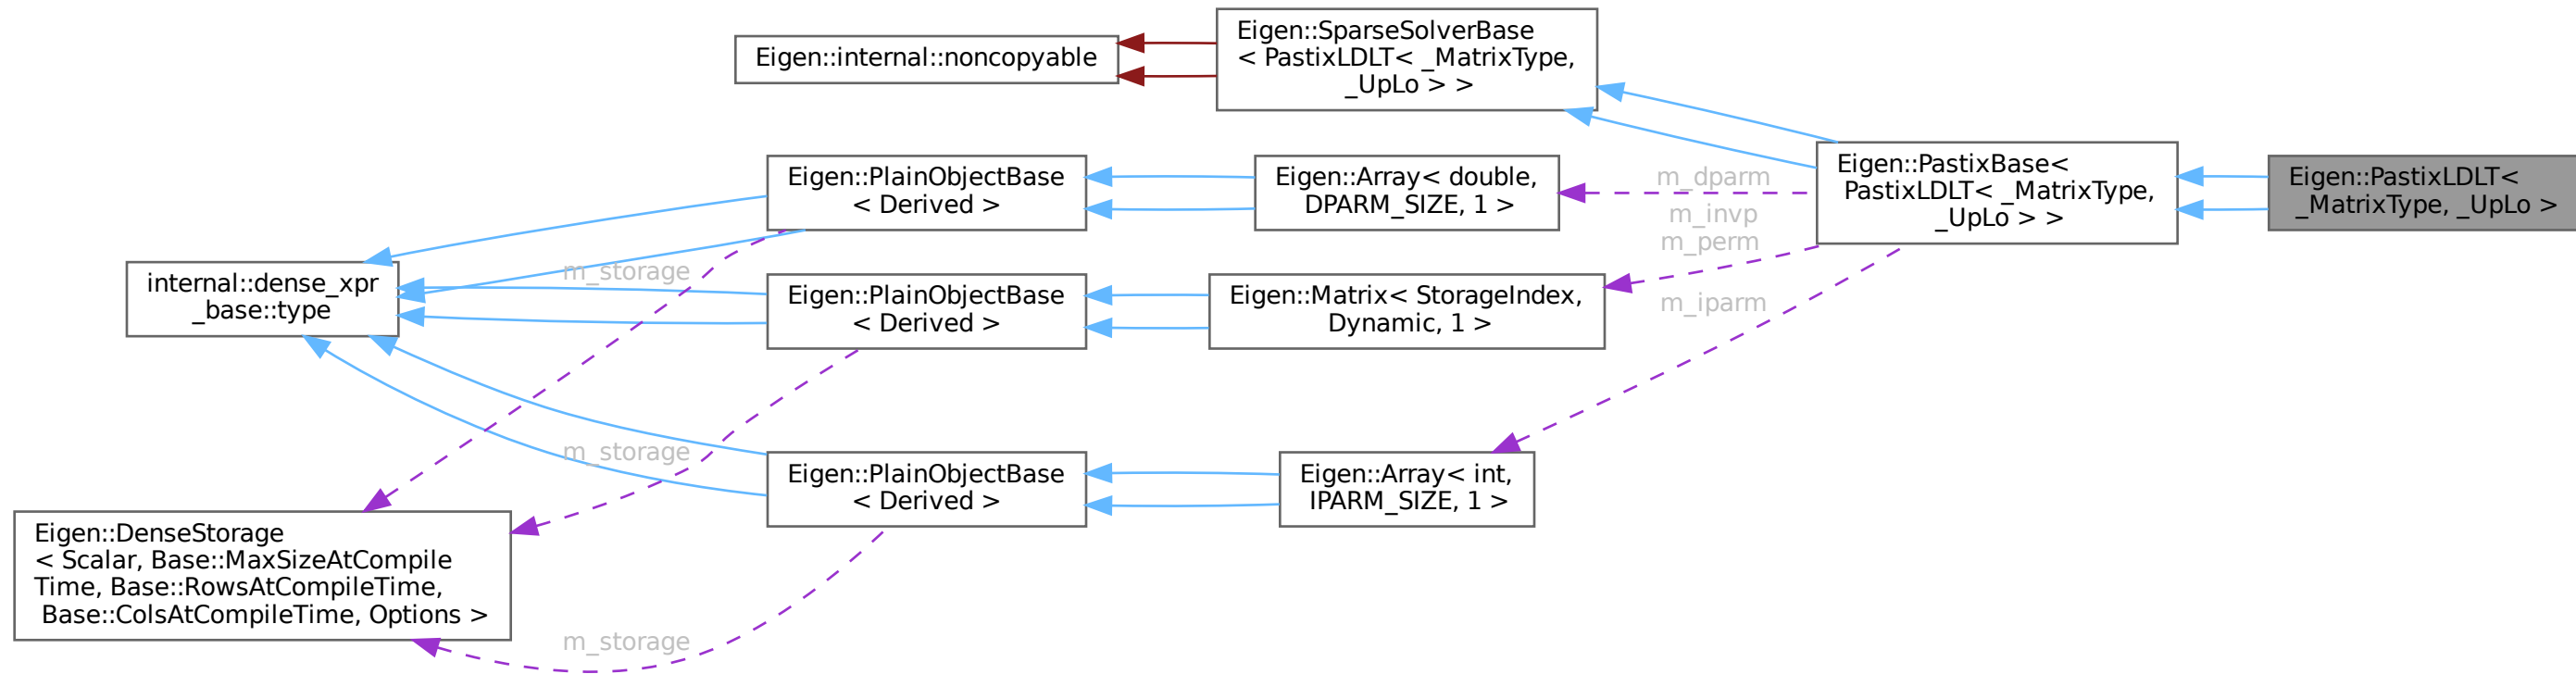 Eigen::internal::noncopyable
Eigen::SparseSolverBase
< PastixLDLT< _MatrixType,
_UpLo > >
Eigen::PlainObjectBase
< Derived >
Eigen::Array< double,
DPARM_SIZE, 1 >
m_dparm
m_invp
m_perm
m_iparm
Eigen::PastixBase<
PastixLDLT< _MatrixType,
_UpLo > >
Eigen::PastixLDLT<
_MatrixType, _UpLo >
internal::dense_xpr
_base::type
m_storage
Eigen::PlainObjectBase
< Derived >
Eigen::Matrix< StorageIndex,
Dynamic, 1 >
m_storage
Eigen::PlainObjectBase
< Derived >
Eigen::Array< int,
IPARM_SIZE, 1 >
Eigen::DenseStorage
< Scalar, Base::MaxSizeAtCompile
Time, Base::RowsAtCompileTime,
Base::ColsAtCompileTime, Options >
m_storage